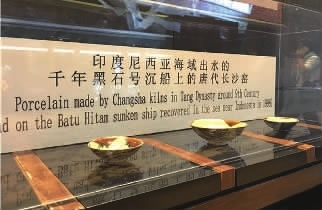 印度尼西亚海域出水的
千年黑石号沉船上的唐代长沙窑
Porcelain made by Changsha kilns in Tang Dynasty around 9th Century
nd on the Batu Hitam sunken ship recovered in the sea near Indonesia in 1998